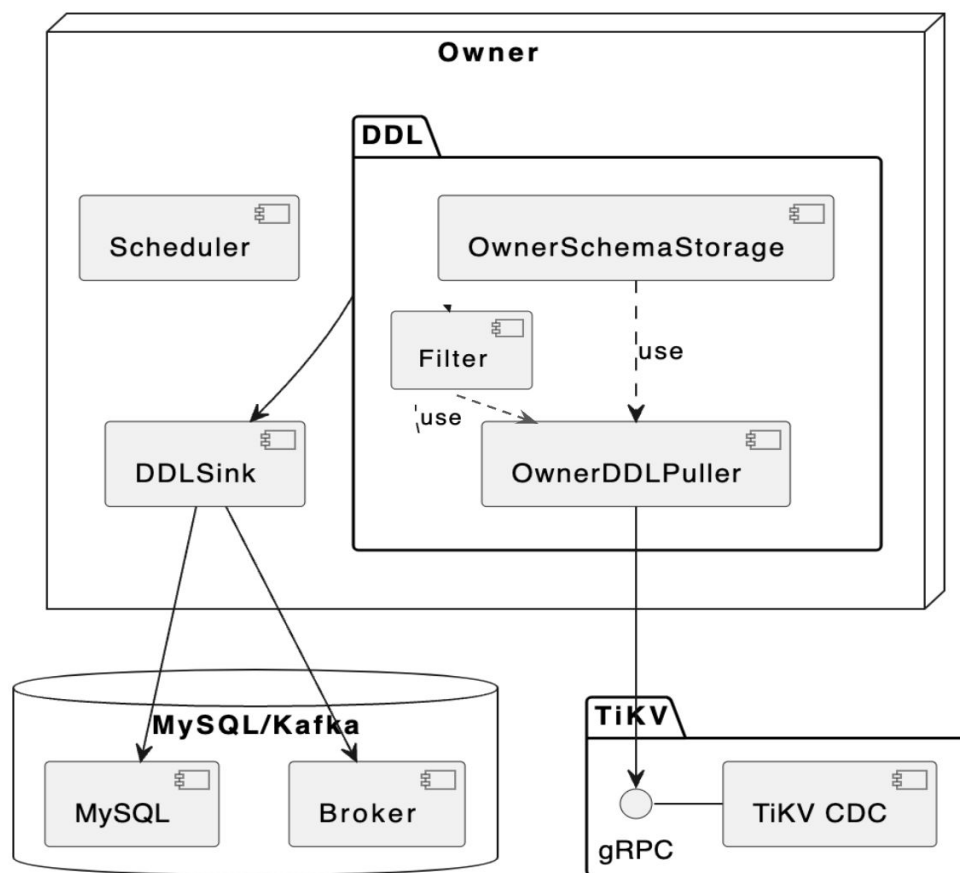 Owner
DDL
Scheduler
OwnerSchemaStorage
Filter
use
use
DDLSink
OwnerDDLPuller
MySQL/Kafka
TiKV
MySQL
Broker
TiKV CDC
gRPC